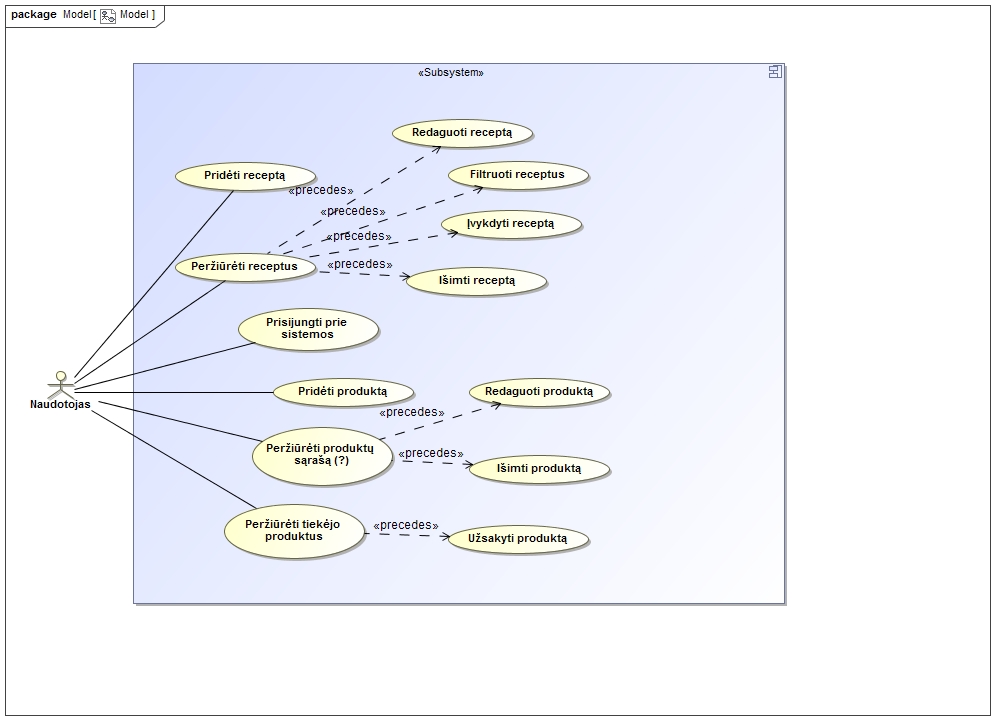 package Model [ Model ]
«Subsystem»
Redaguoti receptą
Pridėti receptą
Filtruoti receptus
«precedes»
«precedes»
Įvykdyti receptą
«precedes»
Peržiūrėti receptus
«precedes»
Išimti receptą
Prisijungti prie
sistemos
Pridėti produktą
Redaguoti produktą
Naudotojas
«precedes»
Peržiūrėti produktų
sąrašą (?)
«precedes»
Išimti produktą
Peržiūrėti tiekėjo
produktus
«precedes»
Užsakyti produktą